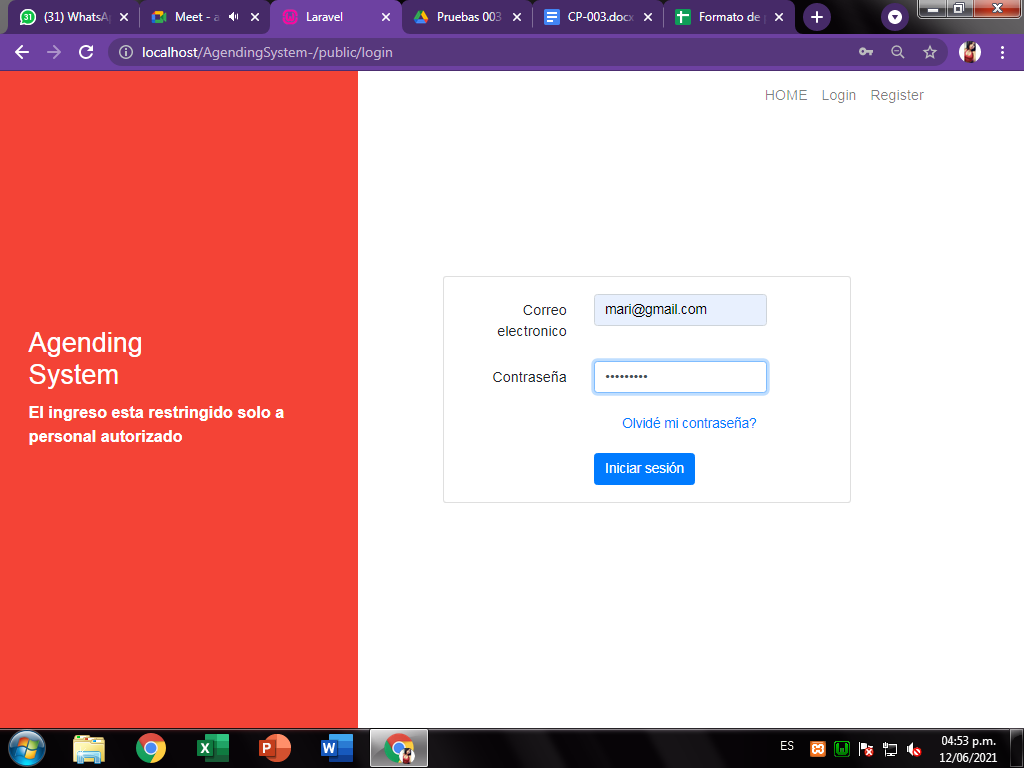 (31) WhatsA
Meet - a
Laravel
Pruebas 003
CP-003.docx
Formato de p
localhost/AgendingSystem-/public/login
HOME Login Register
Agending
System
El ingreso esta restringido solo a
personal autorizado
Correo
electronico
mari@gmail.com
Contraseña
•••••••••
Olvidé mi contraseña?
Iniciar sesión
ES
04:53 p.m.
12/06/2021